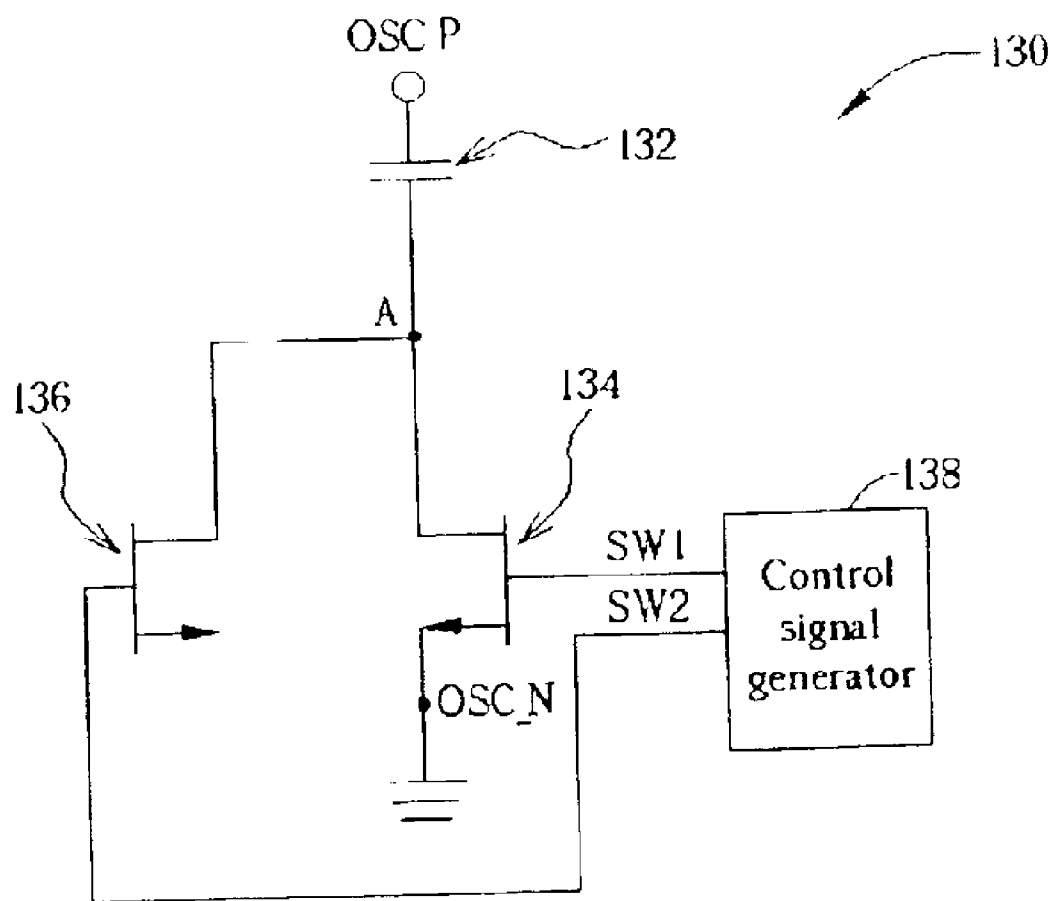 OSC P
130
132
A
136
134
138
SW1
SW2
Control
signal
generator
OSC_N